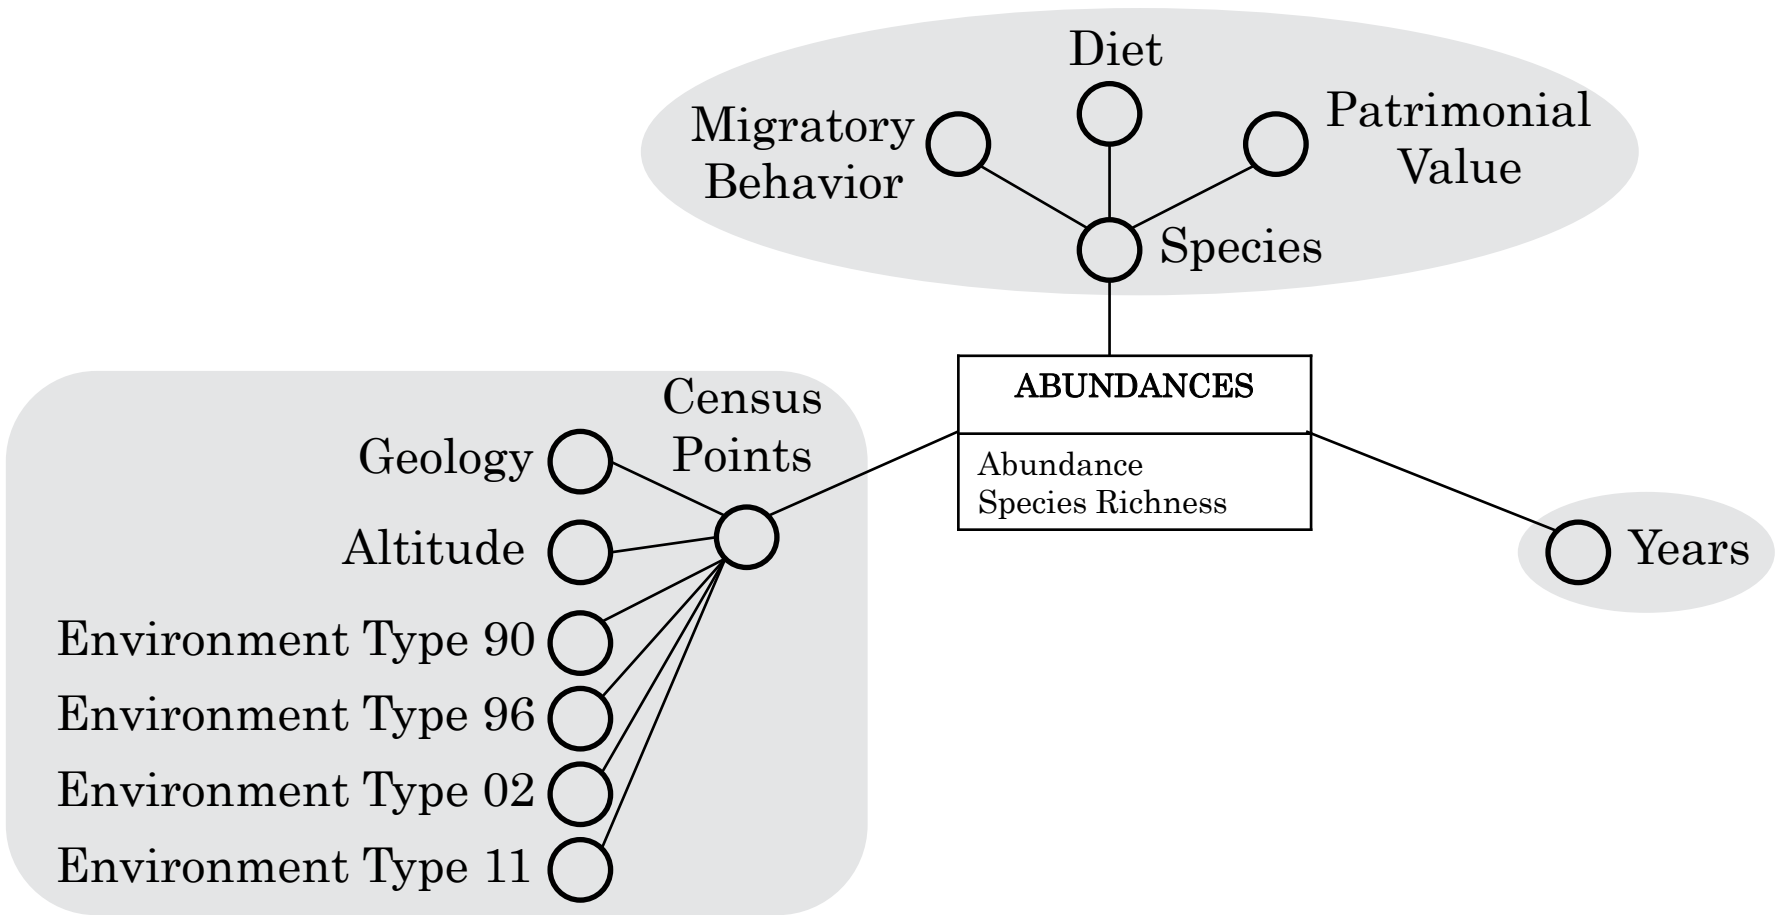 Diet
Migratory
Behavior
Patrimonial
Value
Species
ABUNDANCES
Abundance
Species Richness
Census
Points
Geology
Altitude
Environment Type 90
Environment Type 96
Environment Type 02
Environment Type 11
Years